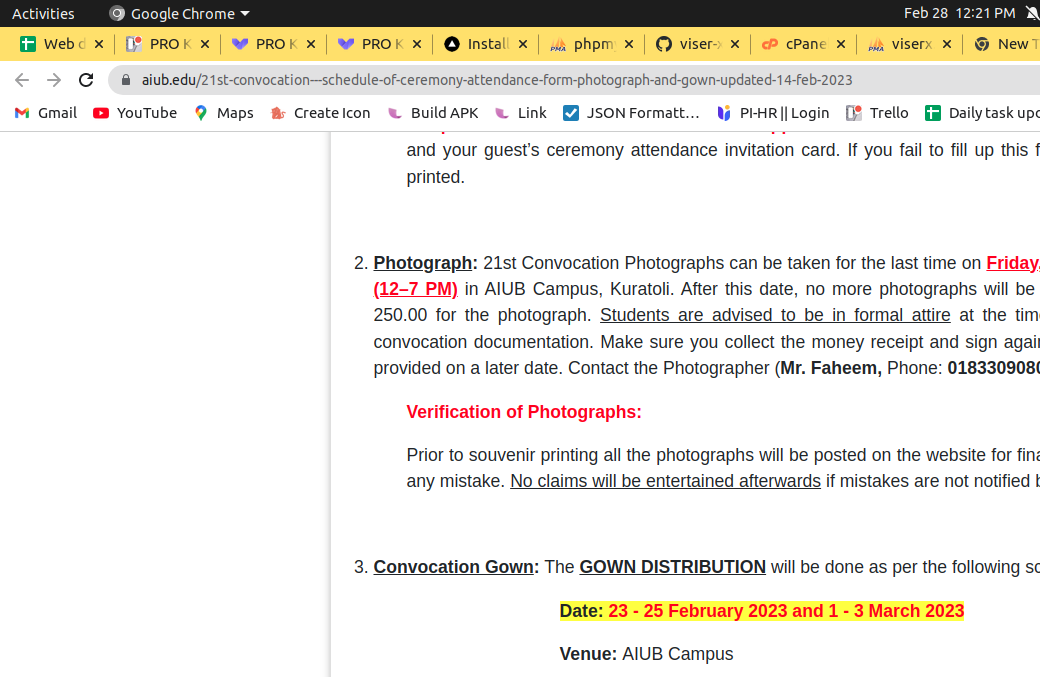 Activities Google Chrome Feb 28 12:21 PM
Web d PRO K PRO K PRO K Install phpm viser-x cPane viserx New T
aiub.edu/21st-convocation---schedule-of-ceremony-attendance-form-photograph-and-gown-updated-14-feb-2023
Gmail YouTube Maps Create Icon Build APK Link JSON Formatt... PI-HR || Login Trello Daily task upd
and your guest's ceremony attendance invitation card. If you fail to fill up this f
printed.
2. Photograph: 21st Convocation Photographs can be taken for the last time on Friday,
(12–7 PM) in AIUB Campus, Kuratoli. After this date, no more photographs will be
250.00 for the photograph. Students are advised to be in formal attire at the time
convocation documentation. Make sure you collect the money receipt and sign again
provided on a later date. Contact the Photographer (Mr. Faheem, Phone: 0183309080
Verification of Photographs:
Prior to souvenir printing all the photographs will be posted on the website for fina
any mistake. No claims will be entertained afterwards if mistakes are not notified b
3. Convocation Gown: The GOWN DISTRIBUTION will be done as per the following sc
Date: 23 - 25 February 2023 and 1 - 3 March 2023
Venue: AIUB Campus